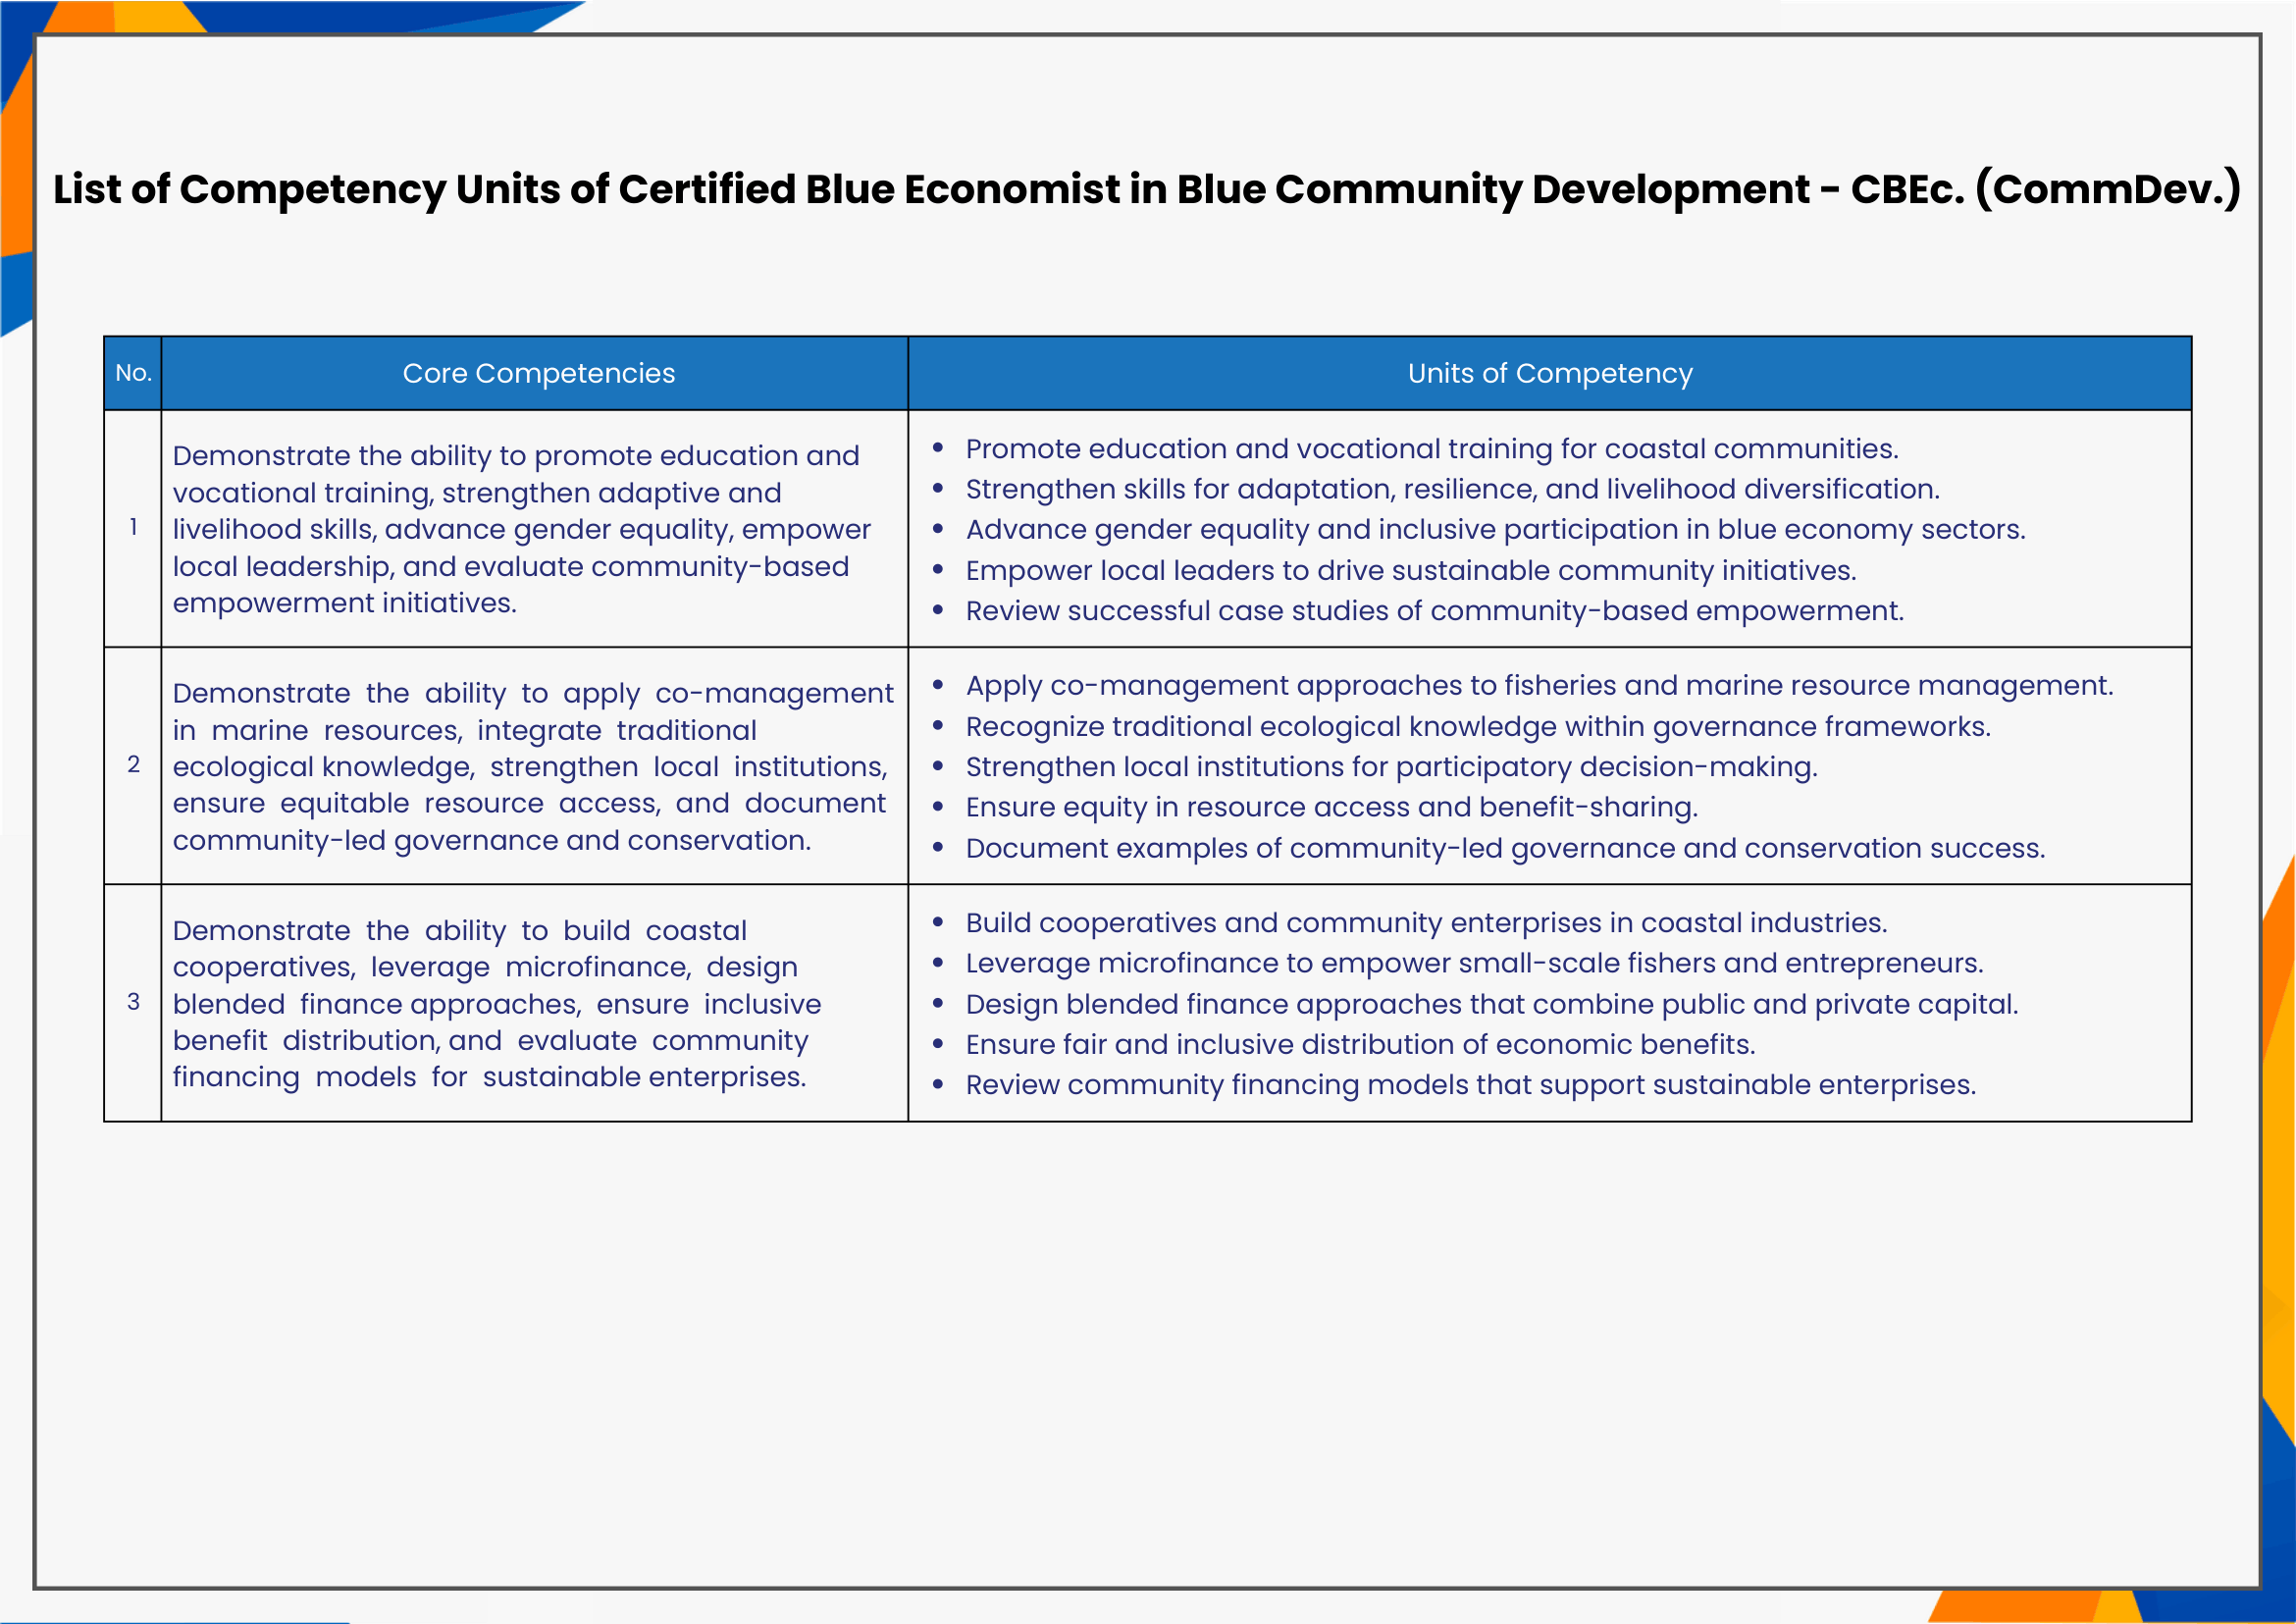 List of Competency Units of Certified Blue Economist in Blue Community Development - CBEc. (CommDev.)
No.
Core Competencies
Units of Competency
1
Demonstrate the ability to promote education and
vocational training, strengthen adaptive and
livelihood skills, advance gender equality, empower
local leadership, and evaluate community-based
empowerment initiatives.
• Promote education and vocational training for coastal communities.
• Strengthen skills for adaptation, resilience, and livelihood diversification.
• Advance gender equality and inclusive participation in blue economy sectors.
• Empower local leaders to drive sustainable community initiatives.
• Review successful case studies of community-based empowerment.
2
Demonstrate the ability to apply co-management
in marine resources, integrate traditional
ecological knowledge, strengthen local institutions,
ensure equitable resource access, and document
community-led governance and conservation.
• Apply co-management approaches to fisheries and marine resource management.
• Recognize traditional ecological knowledge within governance frameworks.
• Strengthen local institutions for participatory decision-making.
• Ensure equity in resource access and benefit-sharing.
• Document examples of community-led governance and conservation success.
3
Demonstrate the ability to build coastal
cooperatives, leverage microfinance, design
blended finance approaches, ensure inclusive
benefit distribution, and evaluate community
financing models for sustainable enterprises.
• Build cooperatives and community enterprises in coastal industries.
• Leverage microfinance to empower small-scale fishers and entrepreneurs.
• Design blended finance approaches that combine public and private capital.
• Ensure fair and inclusive distribution of economic benefits.
• Review community financing models that support sustainable enterprises.